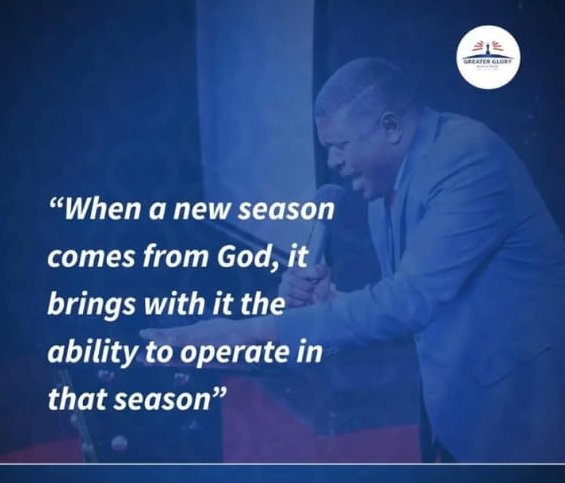 GREATER GLORY
“When a new season
comes from God, it
brings with it the
ability to operate in
that season”